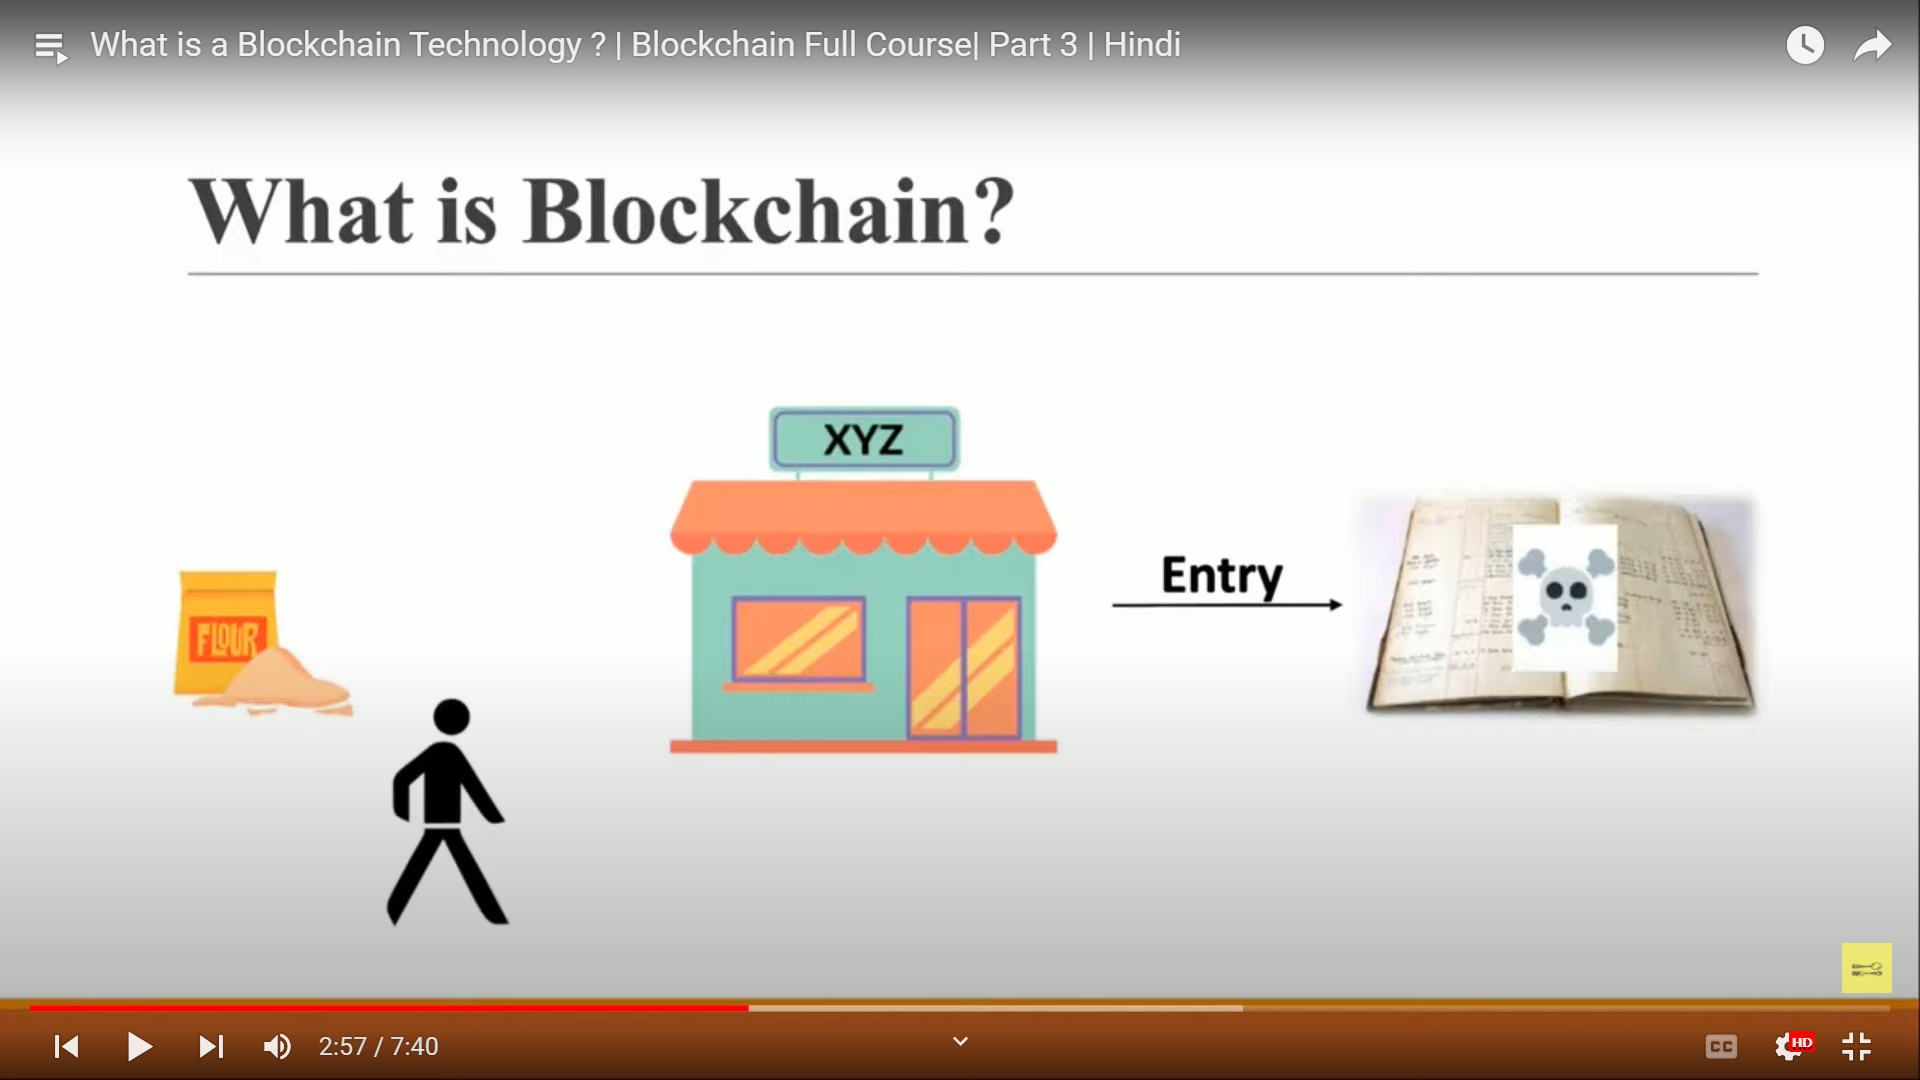 What is a Blockchain Technology ? | Blockchain Full Course| Part 3 | Hindi
What is Blockchain?
XYZ
Entry
FLOUR
2:57 / 7:40
CC
HD